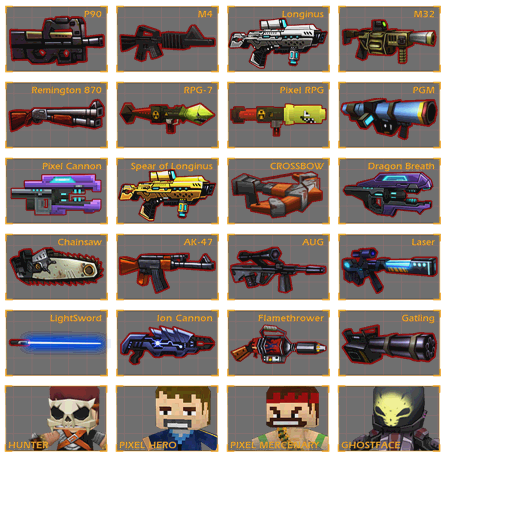 P90
M4
Longinus
M32
Remington 870
RPG-7
Pixel RPG
PGM
Pixel Cannon
Spear of Longinus
CROSSBOW
Dragon Breath
Chainsaw
AK-47
AUG
Laser
LightSword
Ion Cannon
Flamethrower
Gatling
HUNTER
PIXEL HERO
PIXEL MERCENARY
GHOSTFACE